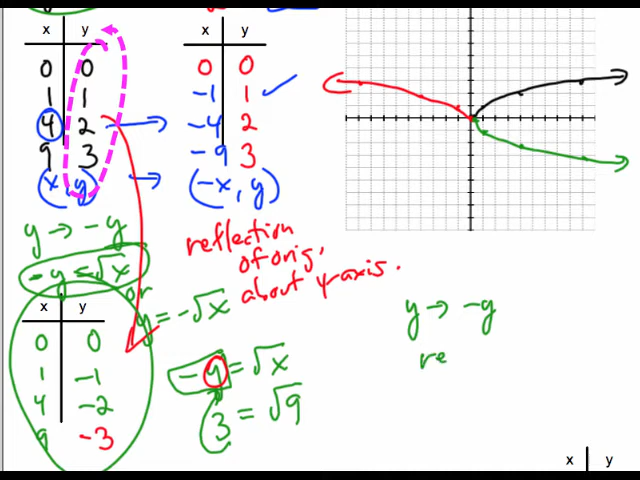 x y
0 0
1 1
4 2
9 3
(x, y)
x y
0 0
-1 1
-4 2
-9 3
(-x, y)
y → -y
-y = √x
or
y = -√x
reflection
of orig.
about y-axis.
x y
0 0
1 -1
4 -2
9 -3
-y = √x
3 = √9
y → -y
re
x y